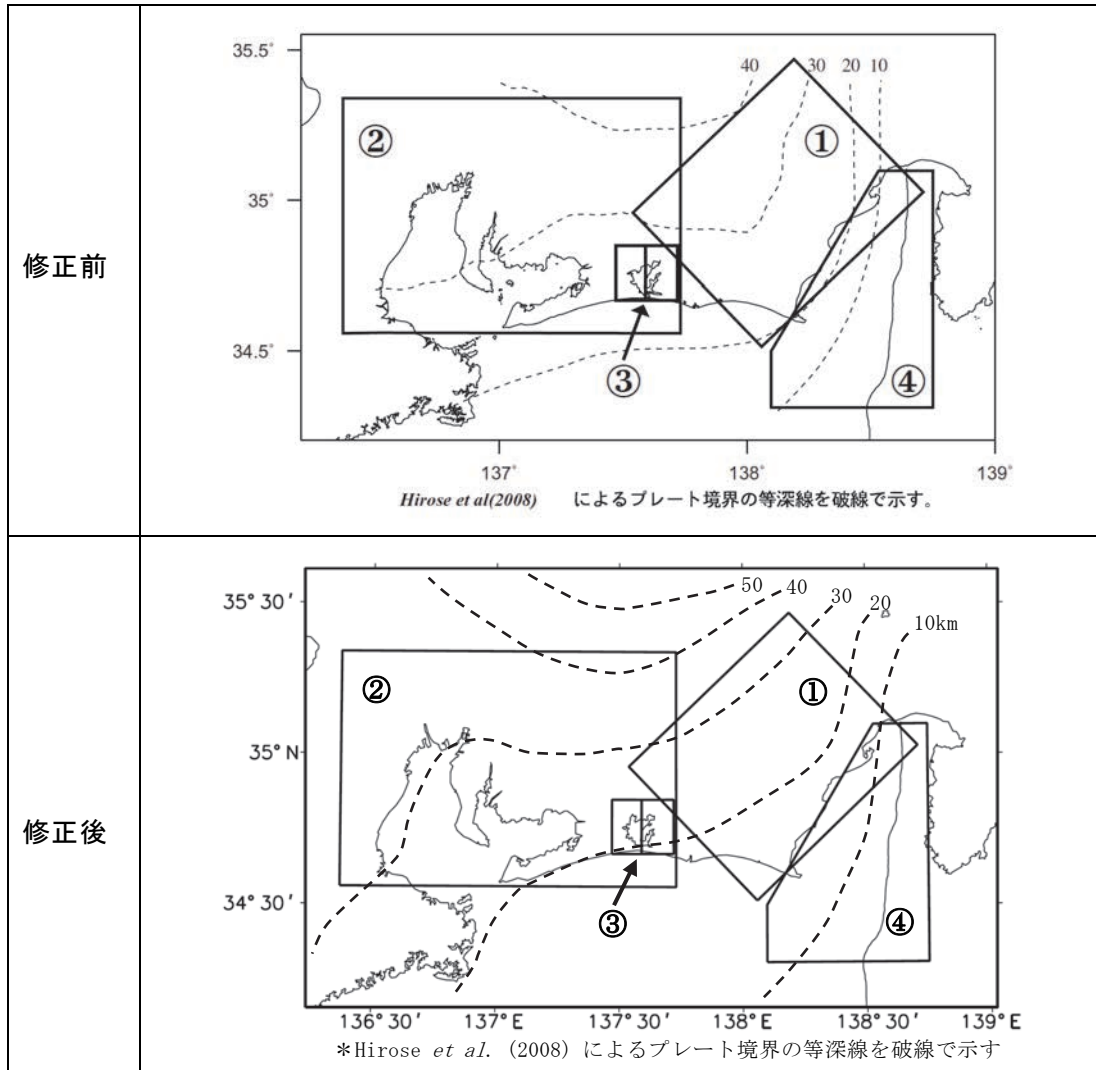 修正前
35.5°
40 30 20 10
②
①
35°
③
④
34.5°
137° 138° 139°
Hirose et al(2008) によるプレート境界の等深線を破線で示す。
修正後
35°30′
50 40 30 20 10km
②
①
35°N
③
④
34°30′
136°30′ 137°E 137°30′ 138°E 138°30′ 139°E
＊Hirose et al. (2008) によるプレート境界の等深線を破線で示す